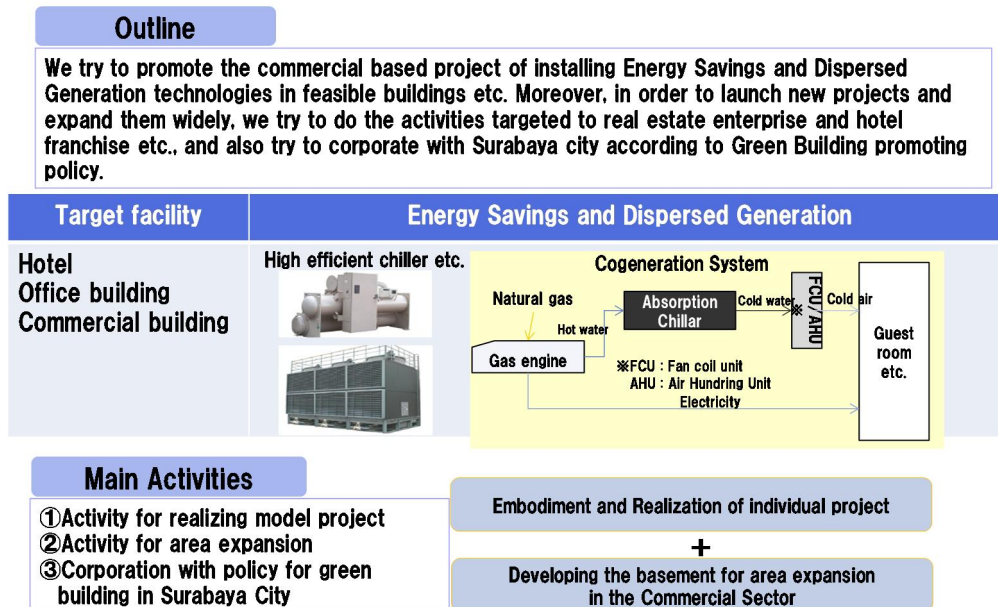 Outline
We try to promote the commercial based project of installing Energy Savings and Dispersed
Generation technologies in feasible buildings etc. Moreover, in order to launch new projects and
expand them widely, we try to do the activities targeted to real estate enterprise and hotel
franchise etc., and also try to corporate with Surabaya city according to Green Building promoting
policy.
Target facility
Energy Savings and Dispersed Generation
Hotel
Office building
Commercial building
High efficient chiller etc.
Cogeneration System
Natural gas
Gas engine
Hot water
Absorption
Chillar
Cold water
※
FCU/AHU
Cold air
Guest
room
etc.
※FCU : Fan coil unit
AHU : Air Hundring Unit
Electricity
Main Activities
①Activity for realizing model project
②Activity for area expansion
③Corporation with policy for green
building in Surabaya City
Embodiment and Realization of individual project
+
Developing the basement for area expansion
in the Commercial Sector